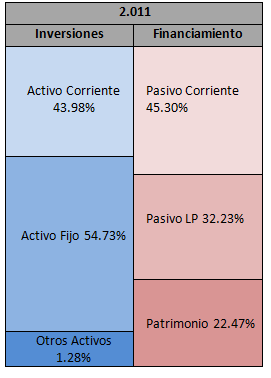 2.011
Inversiones
Financiamiento
Activo Corriente
43.98%
Pasivo Corriente
45.30%
Activo Fijo 54.73%
Pasivo LP 32.23%
Patrimonio 22.47%
Otros Activos
1.28%